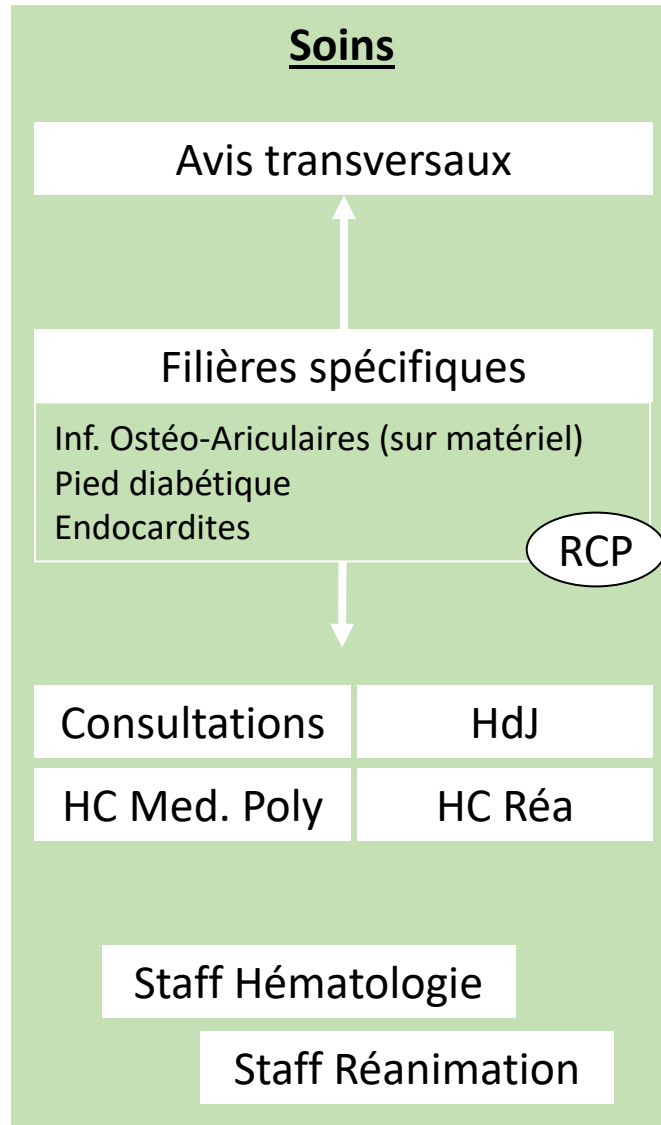 Soins
Avis transversaux
Filières spécifiques
Inf. Ostéo-Ariculaires (sur matériel)
Pied diabétique
Endocardites
RCP
Consultations
HdJ
HC Med. Poly
HC Réa
Staff Hématologie
Staff Réanimation